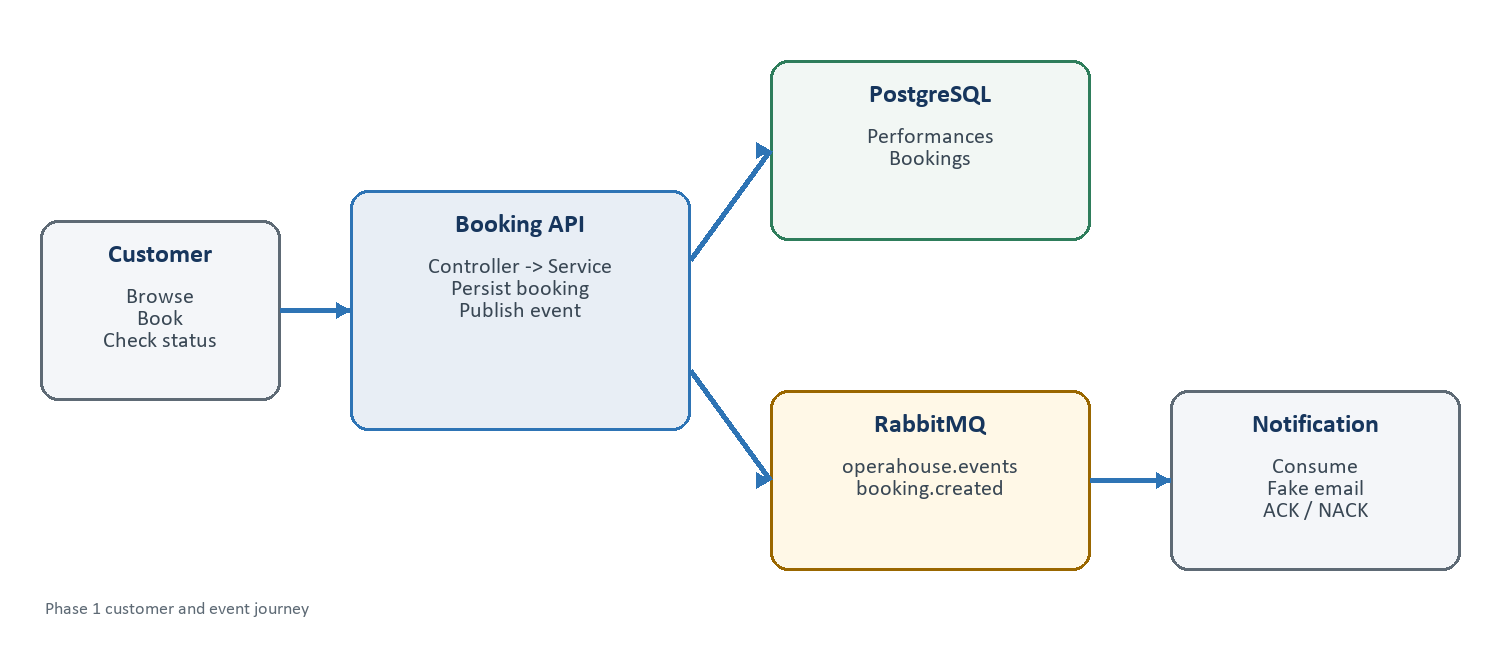 Customer
Browse
Book
Check status
Booking API
Controller -> Service
Persist booking
Publish event
PostgreSQL
Performances
Bookings
RabbitMQ
operahouse.events
booking.created
Notification
Consume
Fake email
ACK / NACK
Phase 1 customer and event journey